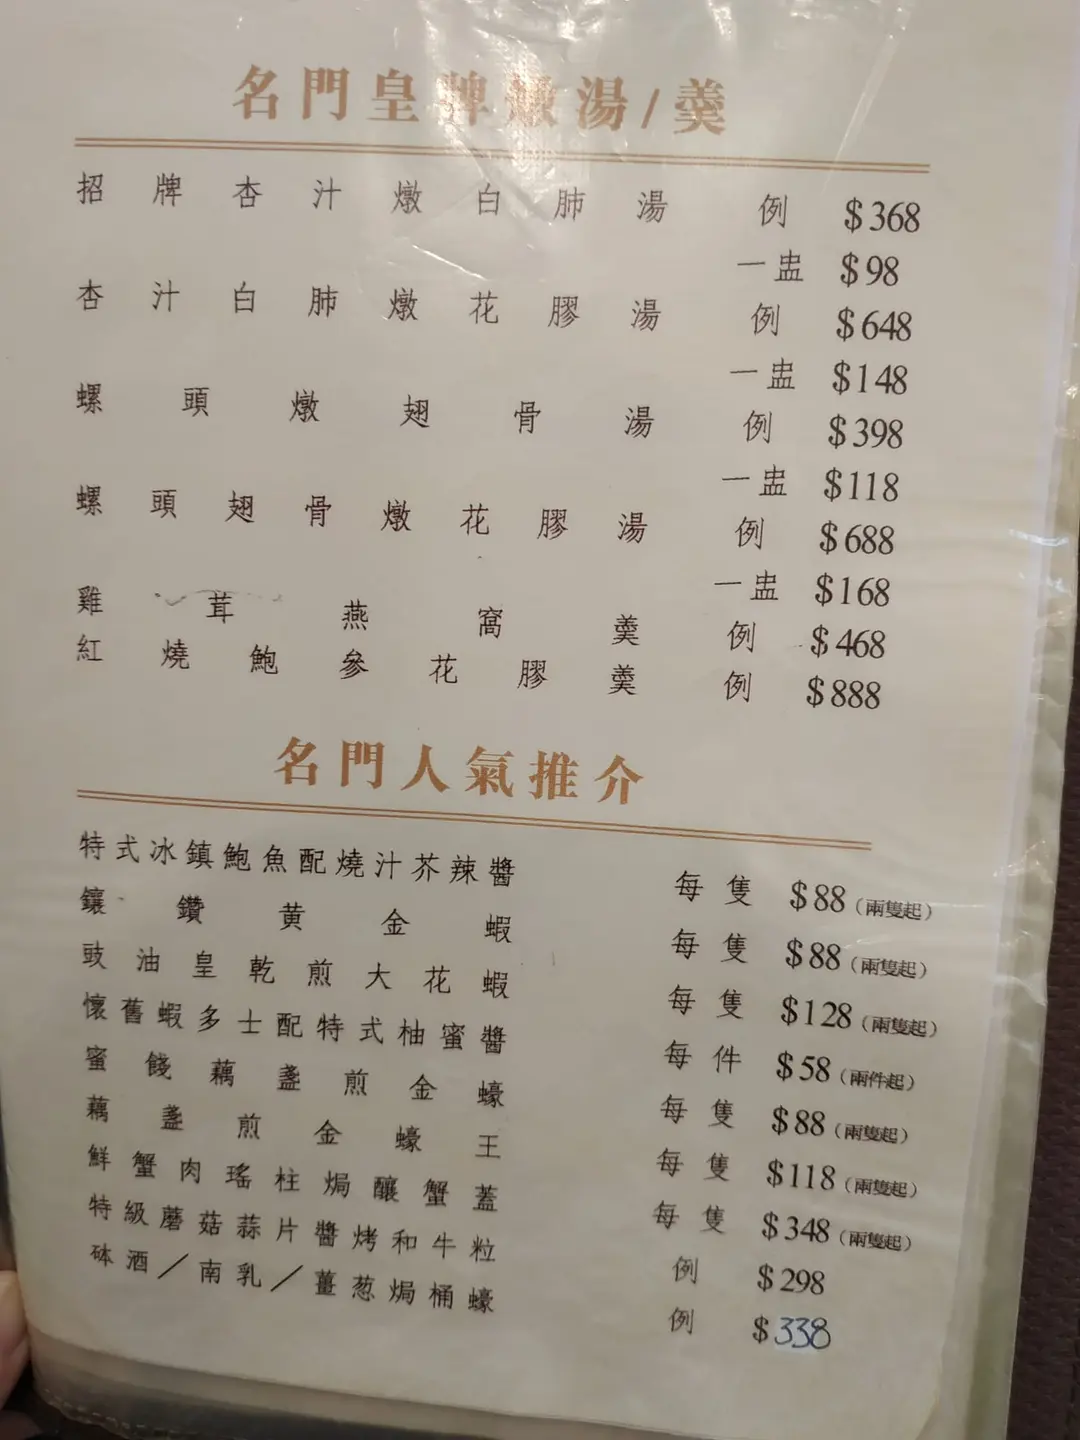 名門皇牌燉湯/羹
招牌杏汁燉白肺湯 例 $368
一盅 $98
杏汁白肺燉花膠湯 例 $648
一盅 $148
螺頭燉翅骨湯 例 $398
一盅 $118
螺頭翅骨燉花膠湯 例 $688
一盅 $168
雞茸燕窩羹 例 $468
紅燒鮑參花膠羹 例 $888
名門人氣推介
特式冰鎮鮑魚配燒汁芥辣醬 每隻 $88(兩隻起)
鑲鑽黃金蝦 每隻 $88(兩隻起)
豉油皇乾煎大花蝦 每隻 $128(兩隻起)
懷舊蝦多士配特式柚蜜醬 每件 $58(兩件起)
蜜餞藕盞煎金蠔 每隻 $88(兩隻起)
藕盞煎金蠔王 每隻 $118(兩隻起)
鮮蟹肉瑤柱焗釀蟹蓋 每隻 $348(兩隻起)
特級蘑菇蒜片醬烤和牛粒 例 $298
砵酒/南乳/薑葱焗桶蠔 例 $338